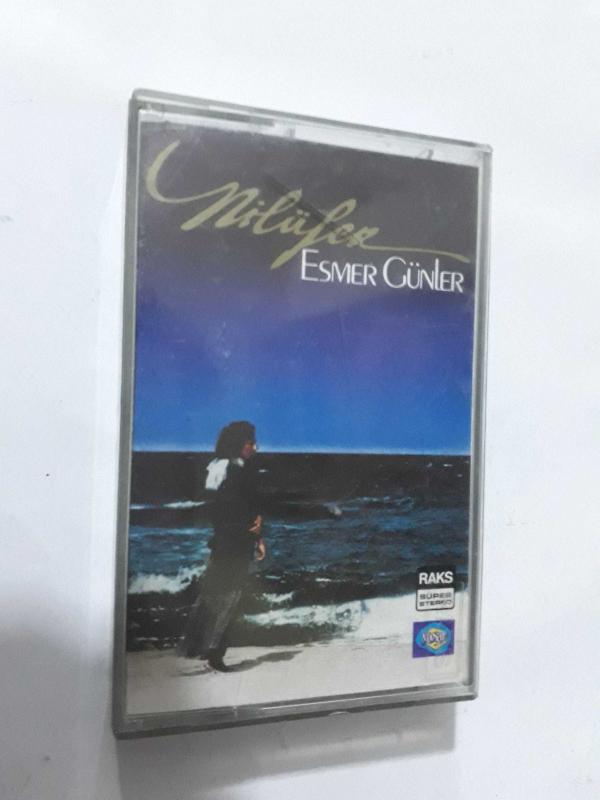 Nilüfer
ESMER GÜNLER
RAKS
SÜPER
STEREO